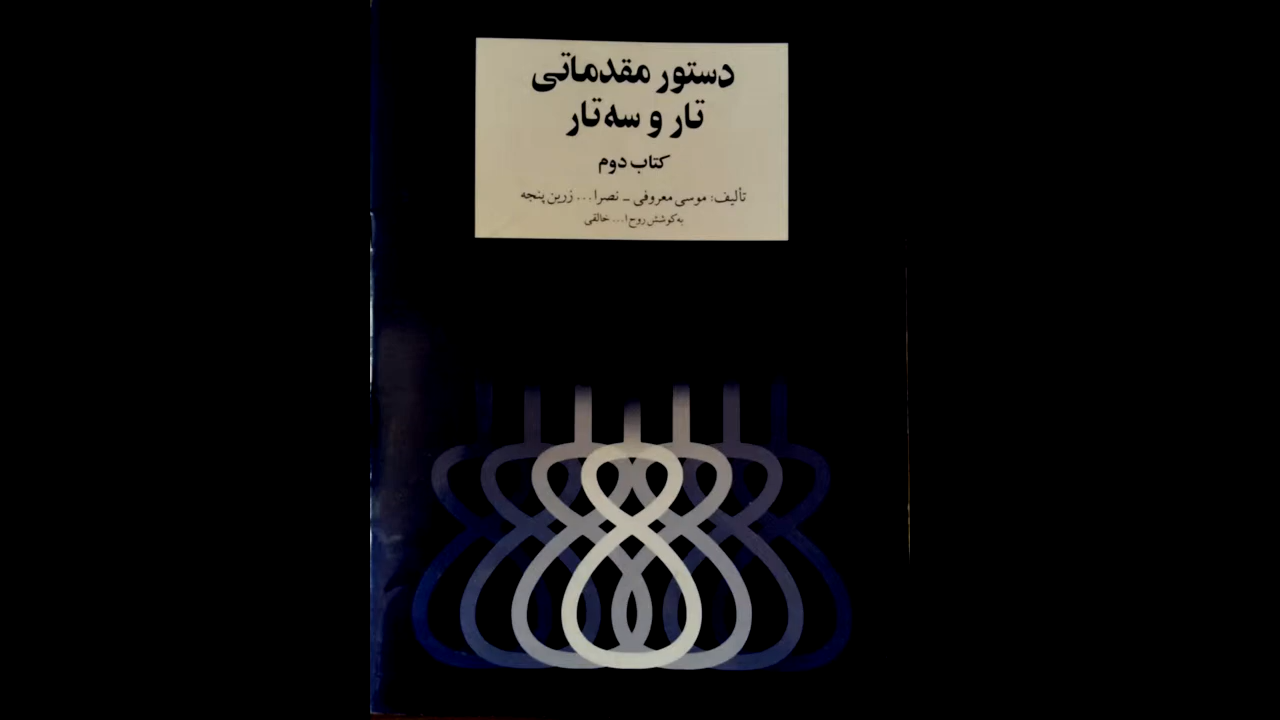 دستور مقدماتی
تار و سه‌تار
کتاب دوم
تألیف: موسی معروفی ـ نصرا... زرین پنجه
به‌کوشش روح ا... خالقی